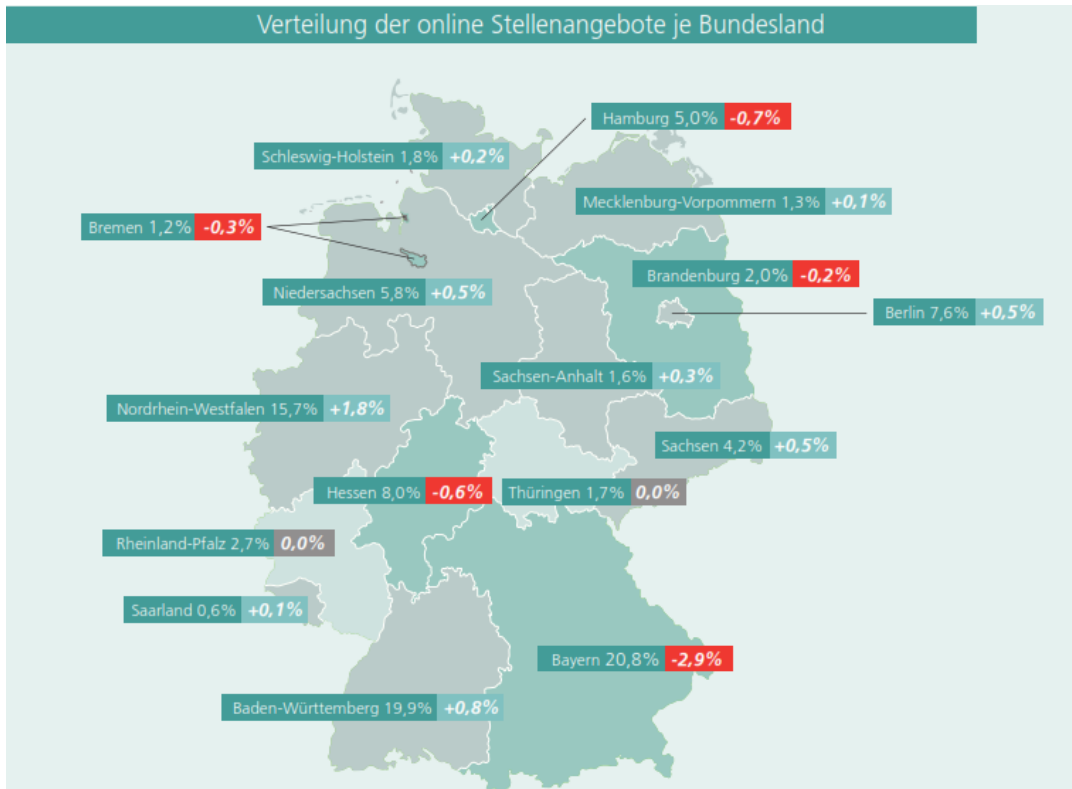 Verteilung der online Stellenangebote je Bundesland
Hamburg 5,0% -0,7%
Schleswig-Holstein 1,8% +0,2%
Mecklenburg-Vorpommern 1,3% +0,1%
Bremen 1,2% -0,3%
Brandenburg 2,0% -0,2%
Niedersachsen 5,8% +0,5%
Berlin 7,6% +0,5%
Sachsen-Anhalt 1,6% +0,3%
Nordrhein-Westfalen 15,7% +1,8%
Sachsen 4,2% +0,5%
Hessen 8,0% -0,6%
Thüringen 1,7% 0,0%
Rheinland-Pfalz 2,7% 0,0%
Saarland 0,6% +0,1%
Bayern 20,8% -2,9%
Baden-Württemberg 19,9% +0,8%